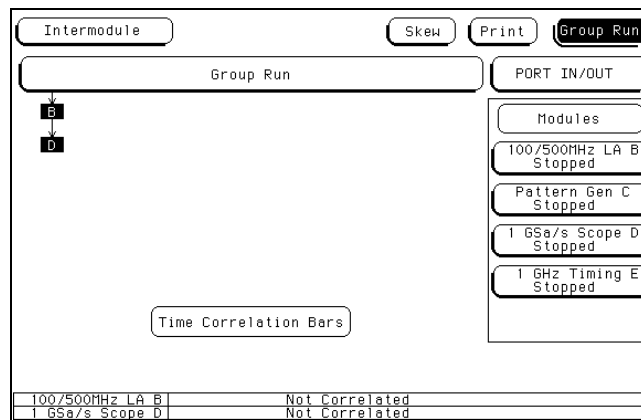 Intermodule
Skew
Print
Group Run
Group Run
PORT IN/OUT
B
D
Modules
100/500MHz LA B
Stopped
Pattern Gen C
Stopped
1 GSa/s Scope D
Stopped
1 GHz Timing E
Stopped
Time Correlation Bars
100/500MHz LA B Not Correlated
1 GSa/s Scope D Not Correlated